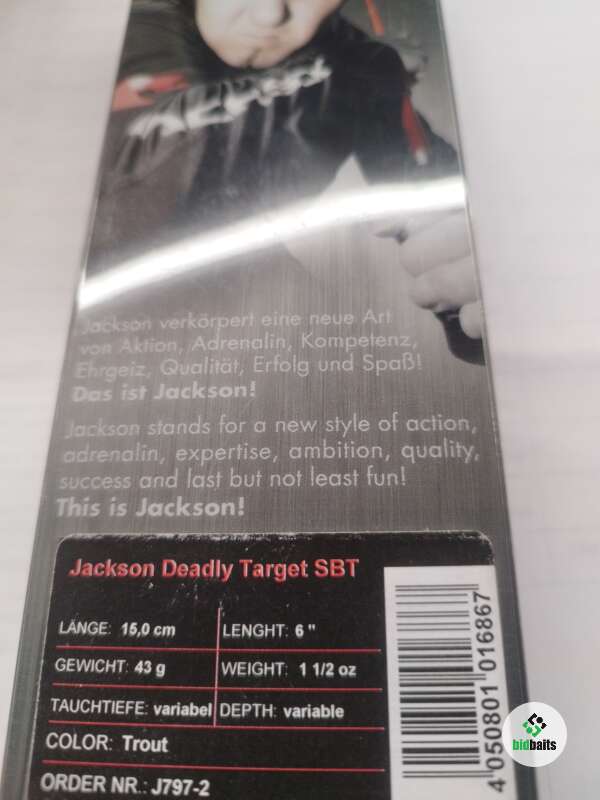 Jackson verkörpert eine neue Art
von Aktion, Adrenalin, Kompetenz,
Ehrgeiz, Qualität, Erfolg und Spaß!
Das ist Jackson!
Jackson stands for a new style of action,
adrenalin, expertise, ambition, quality,
success and last but not least fun!
This is Jackson!
Jackson Deadly Target SBT
LÄNGE: 15,0 cm LENGHT: 6 "
GEWICHT: 43 g WEIGHT: 1 1/2 oz
TAUCHTIEFE: variabel DEPTH: variable
COLOR: Trout
ORDER NR.: J797-2
4 050801 016867
bidbaits